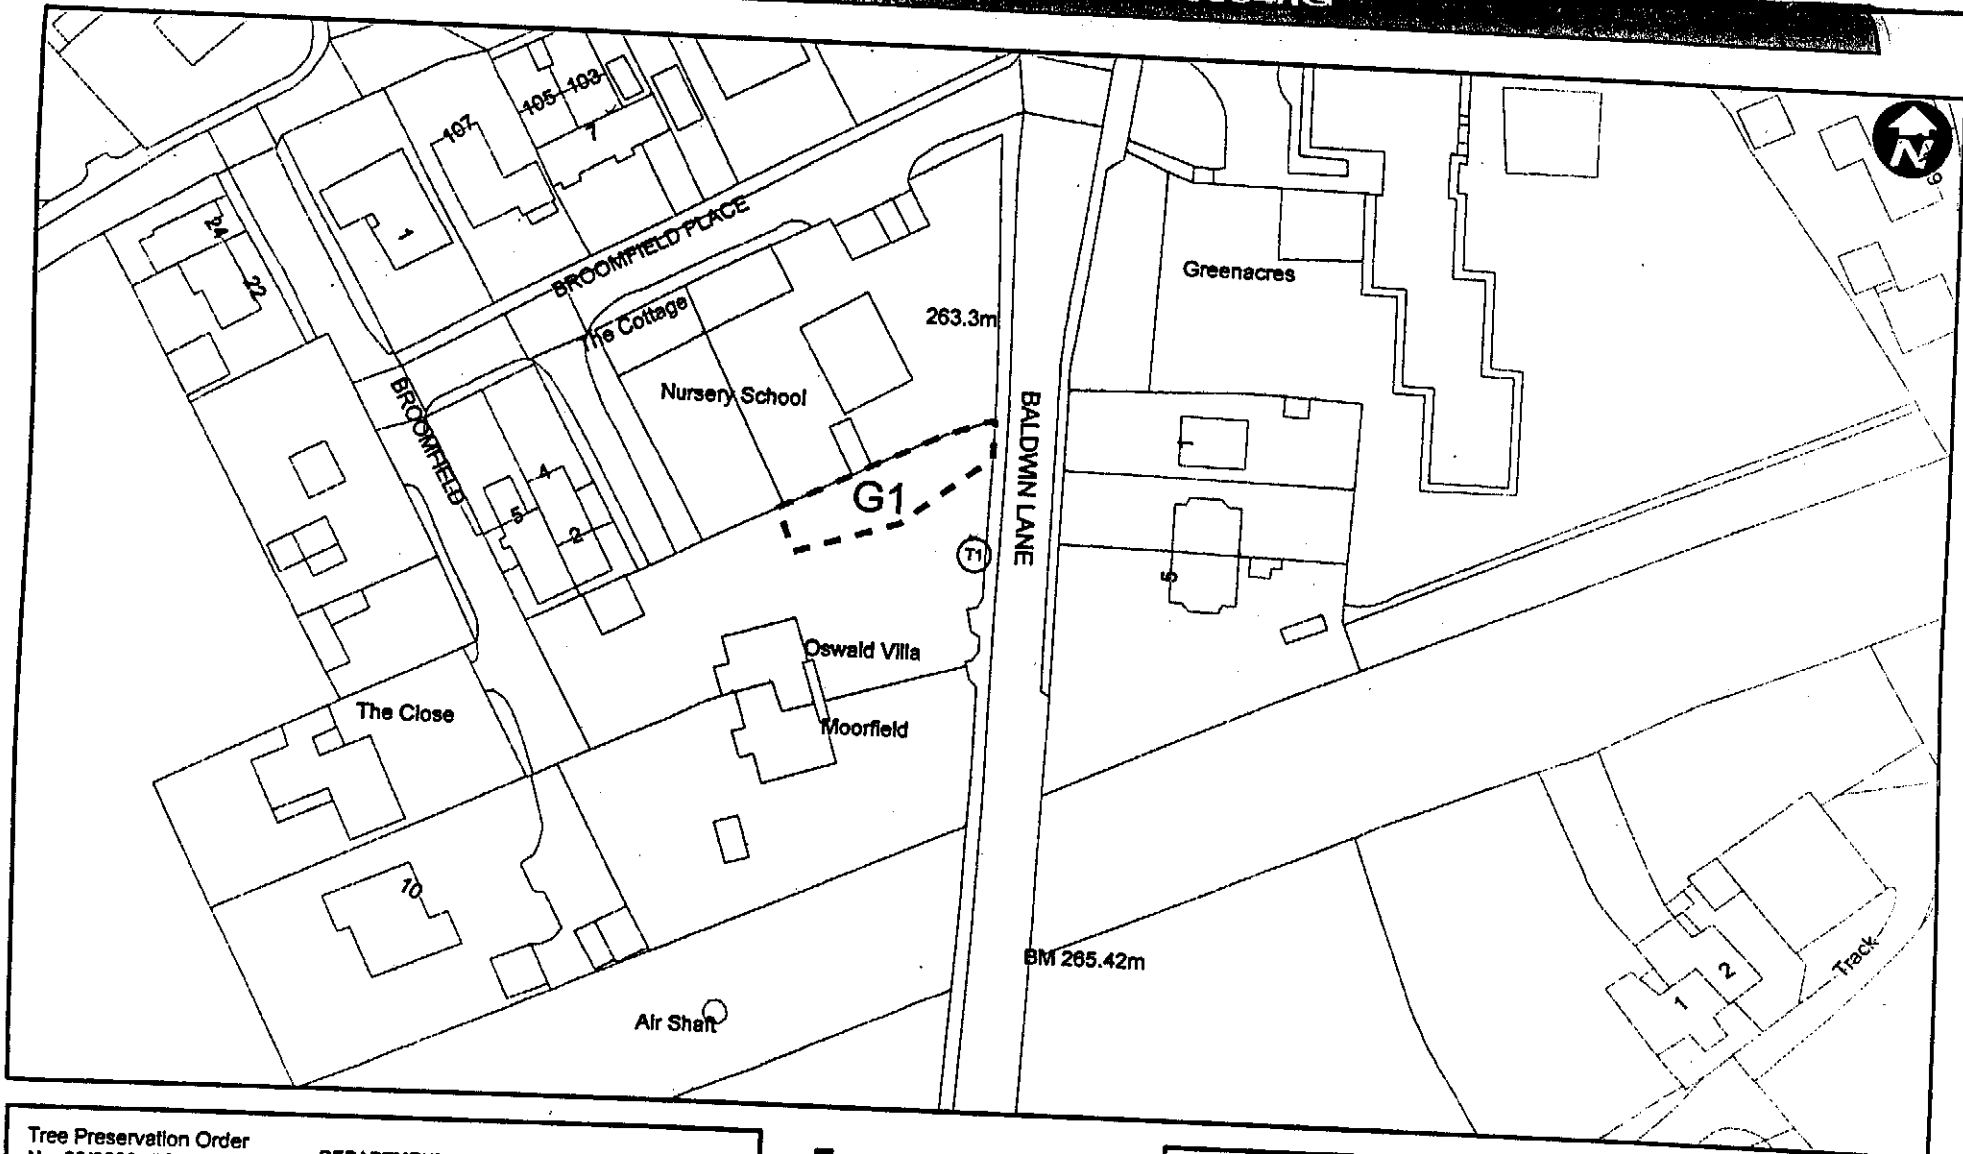 N
105
103
107
7
1
24
22
BROOMFIELD PLACE
The Cottage
Greenacres
263.3m
Nursery School
BROOMFIELD
BALDWIN LANE
1
4
5
2
G1
T1
5
Oswald Villa
Moorfield
The Close
10
BM 265.42m
Air Shaft
Track
2
1
Tree Preservation Order